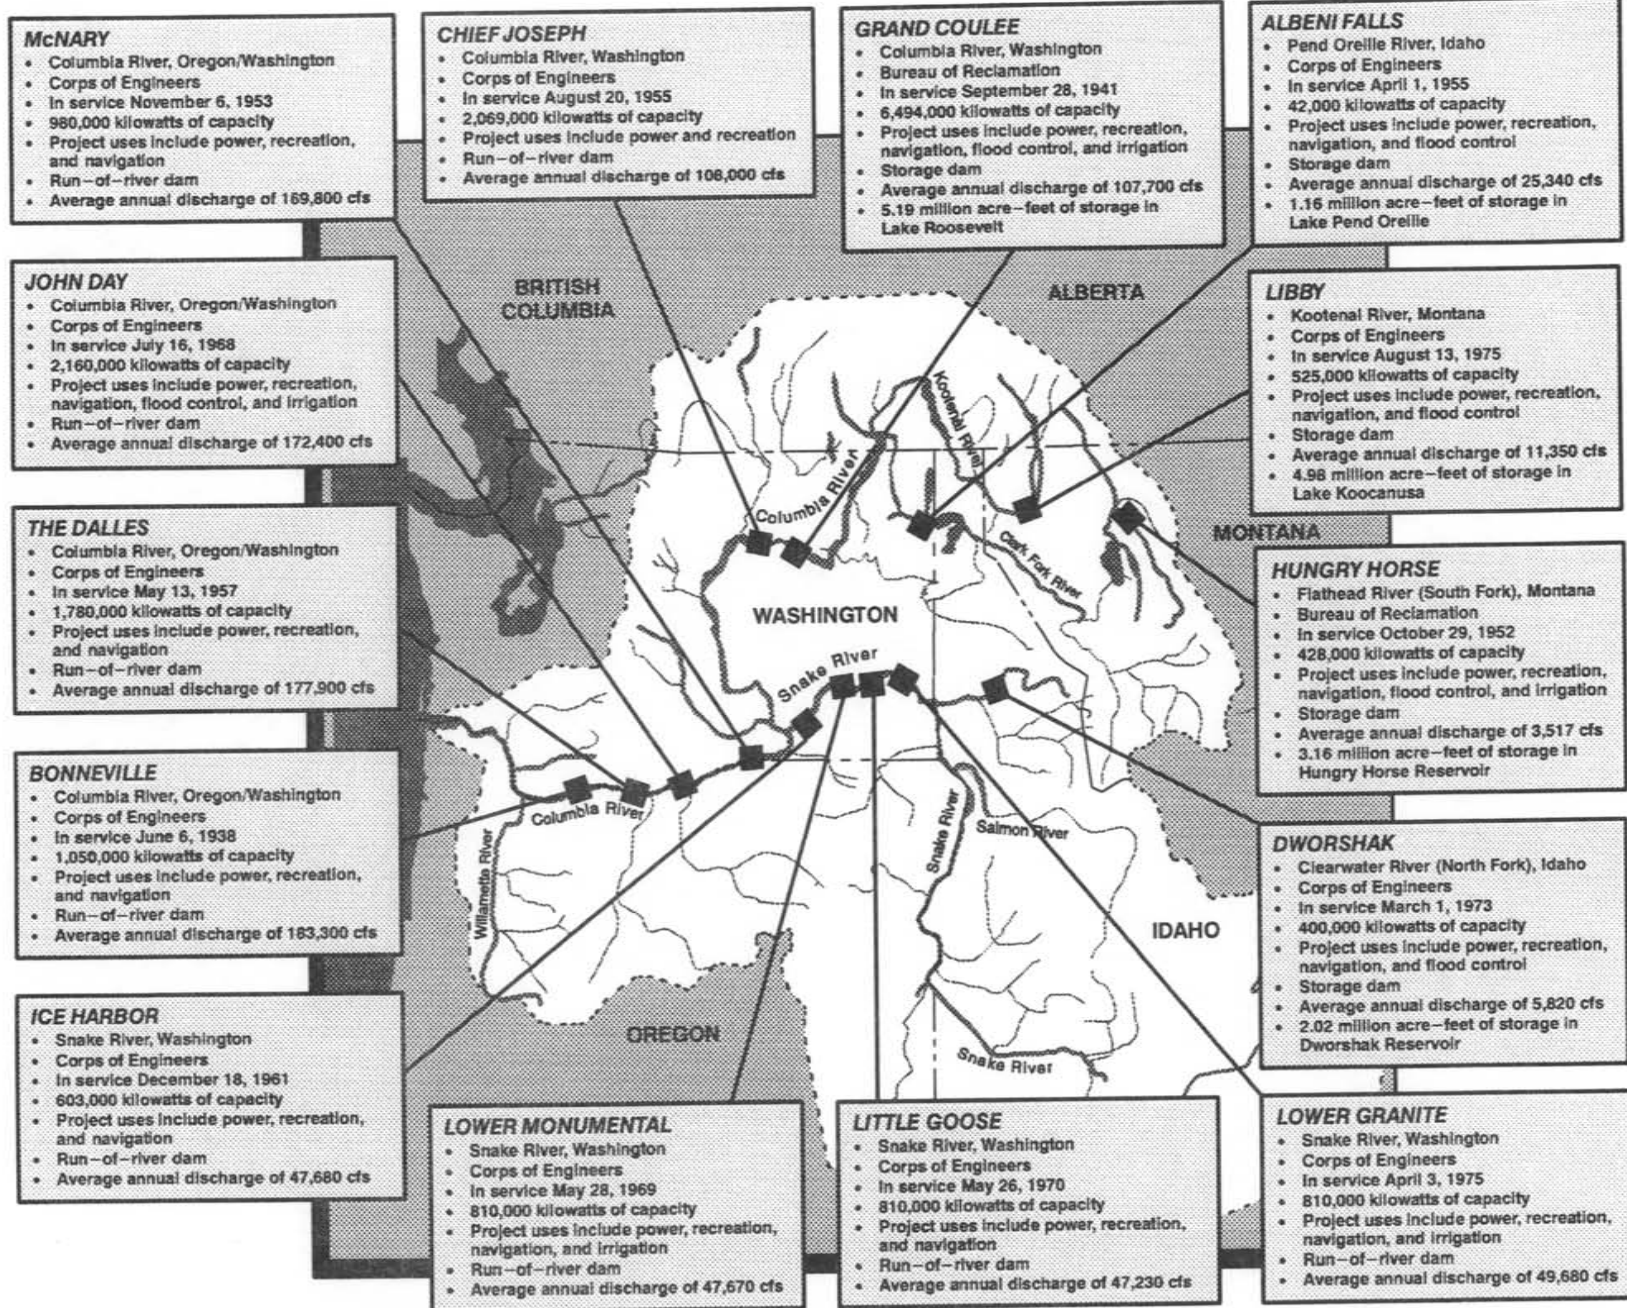 McNARY
• Columbia River, Oregon/Washington
• Corps of Engineers
• In service November 6, 1953
• 980,000 kilowatts of capacity
• Project uses include power, recreation,
and navigation
• Run-of-river dam
• Average annual discharge of 169,800 cfs
CHIEF JOSEPH
• Columbia River, Washington
• Corps of Engineers
• In service August 20, 1955
• 2,069,000 kilowatts of capacity
• Project uses include power and recreation
• Run-of-river dam
• Average annual discharge of 108,000 cfs
GRAND COULEE
• Columbia River, Washington
• Bureau of Reclamation
• In service September 28, 1941
• 6,494,000 kilowatts of capacity
• Project uses include power, recreation,
navigation, flood control, and irrigation
• Storage dam
• Average annual discharge of 107,700 cfs
• 5.19 million acre-feet of storage in
Lake Roosevelt
ALBENI FALLS
• Pend Oreille River, Idaho
• Corps of Engineers
• In service April 1, 1955
• 42,000 kilowatts of capacity
• Project uses include power, recreation,
navigation, and flood control
• Storage dam
• Average annual discharge of 25,340 cfs
• 1.16 million acre-feet of storage in
Lake Pend Oreille
JOHN DAY
• Columbia River, Oregon/Washington
• Corps of Engineers
• In service July 16, 1968
• 2,160,000 kilowatts of capacity
• Project uses include power, recreation,
navigation, flood control, and irrigation
• Run-of-river dam
• Average annual discharge of 172,400 cfs
LIBBY
• Kootenai River, Montana
• Corps of Engineers
• In service August 13, 1975
• 525,000 kilowatts of capacity
• Project uses include power, recreation,
navigation, and flood control
• Storage dam
• Average annual discharge of 11,350 cfs
• 4.98 million acre-feet of storage in
Lake Koocanusa
THE DALLES
• Columbia River, Oregon/Washington
• Corps of Engineers
• In service May 13, 1957
• 1,780,000 kilowatts of capacity
• Project uses include power, recreation,
and navigation
• Run-of-river dam
• Average annual discharge of 177,900 cfs
HUNGRY HORSE
• Flathead River (South Fork), Montana
• Bureau of Reclamation
• In service October 29, 1952
• 428,000 kilowatts of capacity
• Project uses include power, recreation,
navigation, flood control, and irrigation
• Storage dam
• Average annual discharge of 3,517 cfs
• 3.16 million acre-feet of storage in
Hungry Horse Reservoir
BONNEVILLE
• Columbia River, Oregon/Washington
• Corps of Engineers
• In service June 6, 1938
• 1,050,000 kilowatts of capacity
• Project uses include power, recreation,
and navigation
• Run-of-river dam
• Average annual discharge of 183,300 cfs
DWORSHAK
• Clearwater River (North Fork), Idaho
• Corps of Engineers
• In service March 1, 1973
• 400,000 kilowatts of capacity
• Project uses include power, recreation,
navigation, and flood control
• Storage dam
• Average annual discharge of 5,820 cfs
• 2.02 million acre-feet of storage in
Dworshak Reservoir
ICE HARBOR
• Snake River, Washington
• Corps of Engineers
• In service December 18, 1961
• 603,000 kilowatts of capacity
• Project uses include power, recreation,
and navigation
• Run-of-river dam
• Average annual discharge of 47,680 cfs
LOWER MONUMENTAL
• Snake River, Washington
• Corps of Engineers
• In service May 28, 1969
• 810,000 kilowatts of capacity
• Project uses include power, recreation,
navigation, and irrigation
• Run-of-river dam
• Average annual discharge of 47,670 cfs
LITTLE GOOSE
• Snake River, Washington
• Corps of Engineers
• In service May 26, 1970
• 810,000 kilowatts of capacity
• Project uses include power, recreation,
and navigation
• Run-of-river dam
• Average annual discharge of 47,230 cfs
LOWER GRANITE
• Snake River, Washington
• Corps of Engineers
• In service April 3, 1975
• 810,000 kilowatts of capacity
• Project uses include power, recreation,
navigation, and irrigation
• Run-of-river dam
• Average annual discharge of 49,680 cfs
BRITISH
COLUMBIA
ALBERTA
MONTANA
WASHINGTON
IDAHO
OREGON
Kootenai River
Columbia River
Clark Fork River
Snake River
Columbia River
Willamette River
Snake River
Salmon River
Snake River